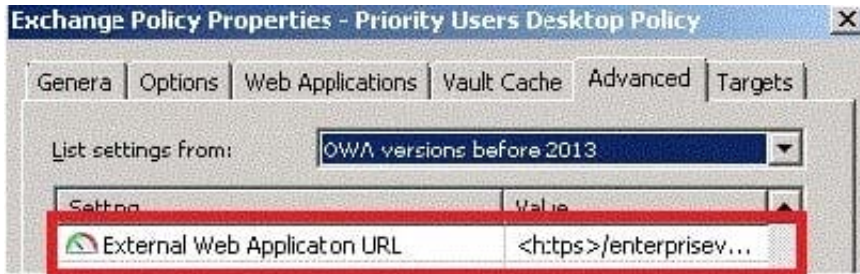 Exchange Policy Properties - Priority Users Desktop Policy
Genera Options Web Applications Vault Cache Advanced Targets
List settings from: OWA versions before 2013
Setting Value
External Web Applicaton URL <https>/enterprisev...